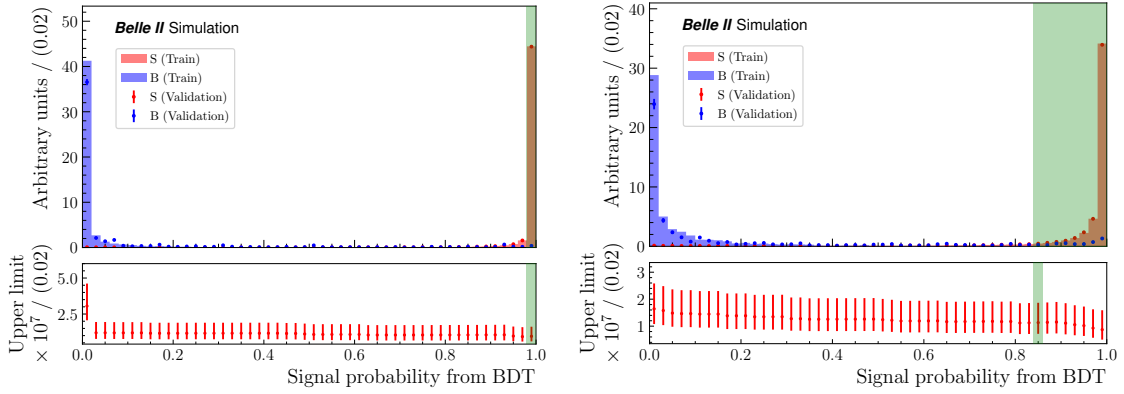 Belle II Simulation
S (Train)
B (Train)
S (Validation)
B (Validation)
Arbitrary units / (0.02)
50
40
30
20
10
0
Upper limit
× 10⁷ / (0.02)
5.0
2.5
0.0 0.2 0.4 0.6 0.8 1.0
Signal probability from BDT
Belle II Simulation
S (Train)
B (Train)
S (Validation)
B (Validation)
Arbitrary units / (0.02)
40
30
20
10
0
Upper limit
× 10⁷ / (0.02)
3
2
1
0.0 0.2 0.4 0.6 0.8 1.0
Signal probability from BDT